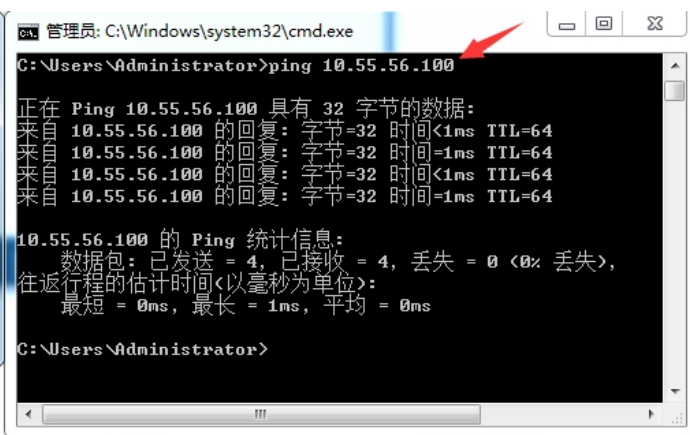 管理员: C:\Windows\system32\cmd.exe
C:\Users\Administrator>ping 10.55.56.100
正在 Ping 10.55.56.100 具有 32 字节的数据:
来自 10.55.56.100 的回复: 字节=32 时间<1ms TTL=64
来自 10.55.56.100 的回复: 字节=32 时间=1ms TTL=64
来自 10.55.56.100 的回复: 字节=32 时间<1ms TTL=64
来自 10.55.56.100 的回复: 字节=32 时间=1ms TTL=64
10.55.56.100 的 Ping 统计信息:
数据包: 已发送 = 4, 已接收 = 4, 丢失 = 0 (0% 丢失),
往返行程的估计时间(以毫秒为单位):
最短 = 0ms, 最长 = 1ms, 平均 = 0ms
C:\Users\Administrator>